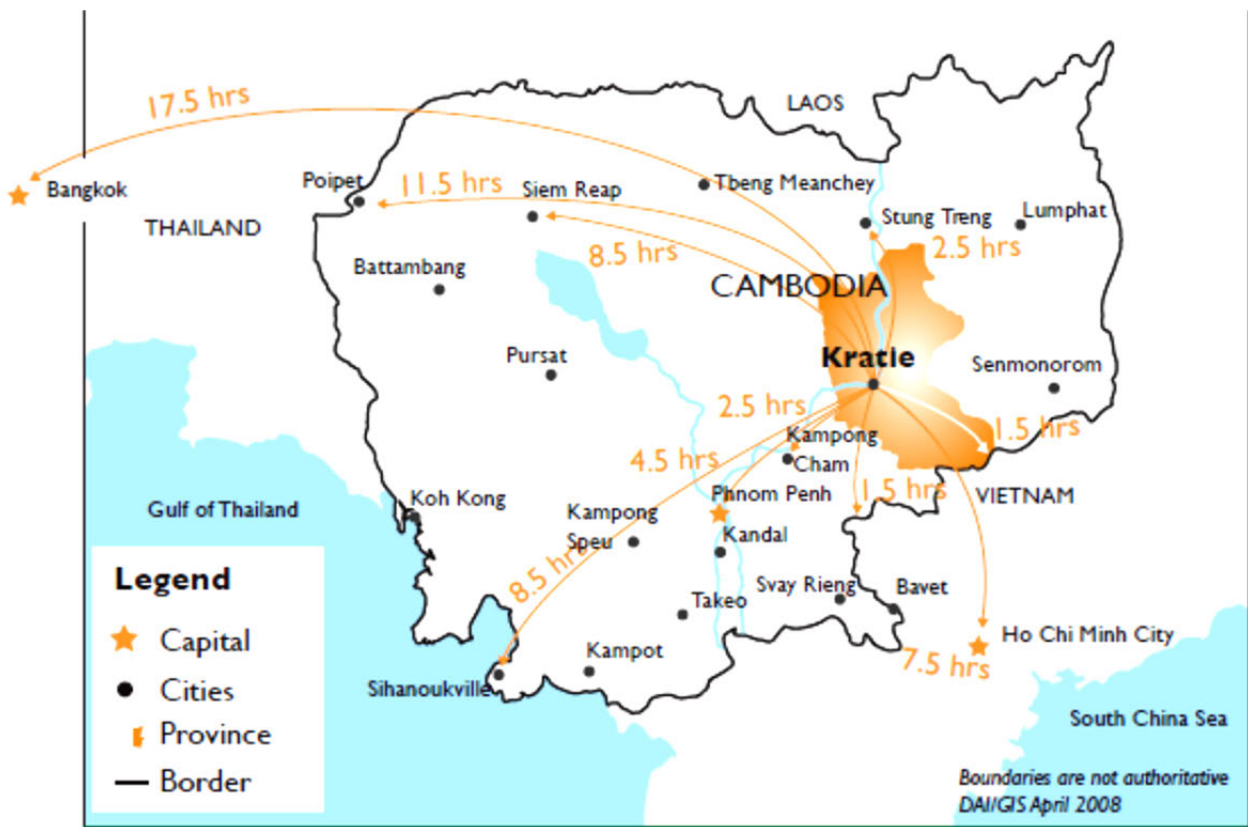 17.5 hrs
LAOS
Bangkok
Poipet
11.5 hrs
Siem Reap
Tbeng Meanchey
THAILAND
Stung Treng
Lumphat
8.5 hrs
2.5 hrs
Battambang
CAMBODIA
Pursat
Kratie
Senmonorom
2.5 hrs
1.5 hrs
Kampong
Cham
4.5 hrs
Koh Kong
Phnom Penh
1.5 hrs
VIETNAM
Gulf of Thailand
Kampong
Speu
Kandal
8.5 hrs
Svay Rieng
Bavet
Takeo
Ho Chi Minh City
Kampot
7.5 hrs
Sihanoukville
South China Sea
Legend
Capital
Cities
Province
Border
Boundaries are not authoritative
DAI/GIS April 2008